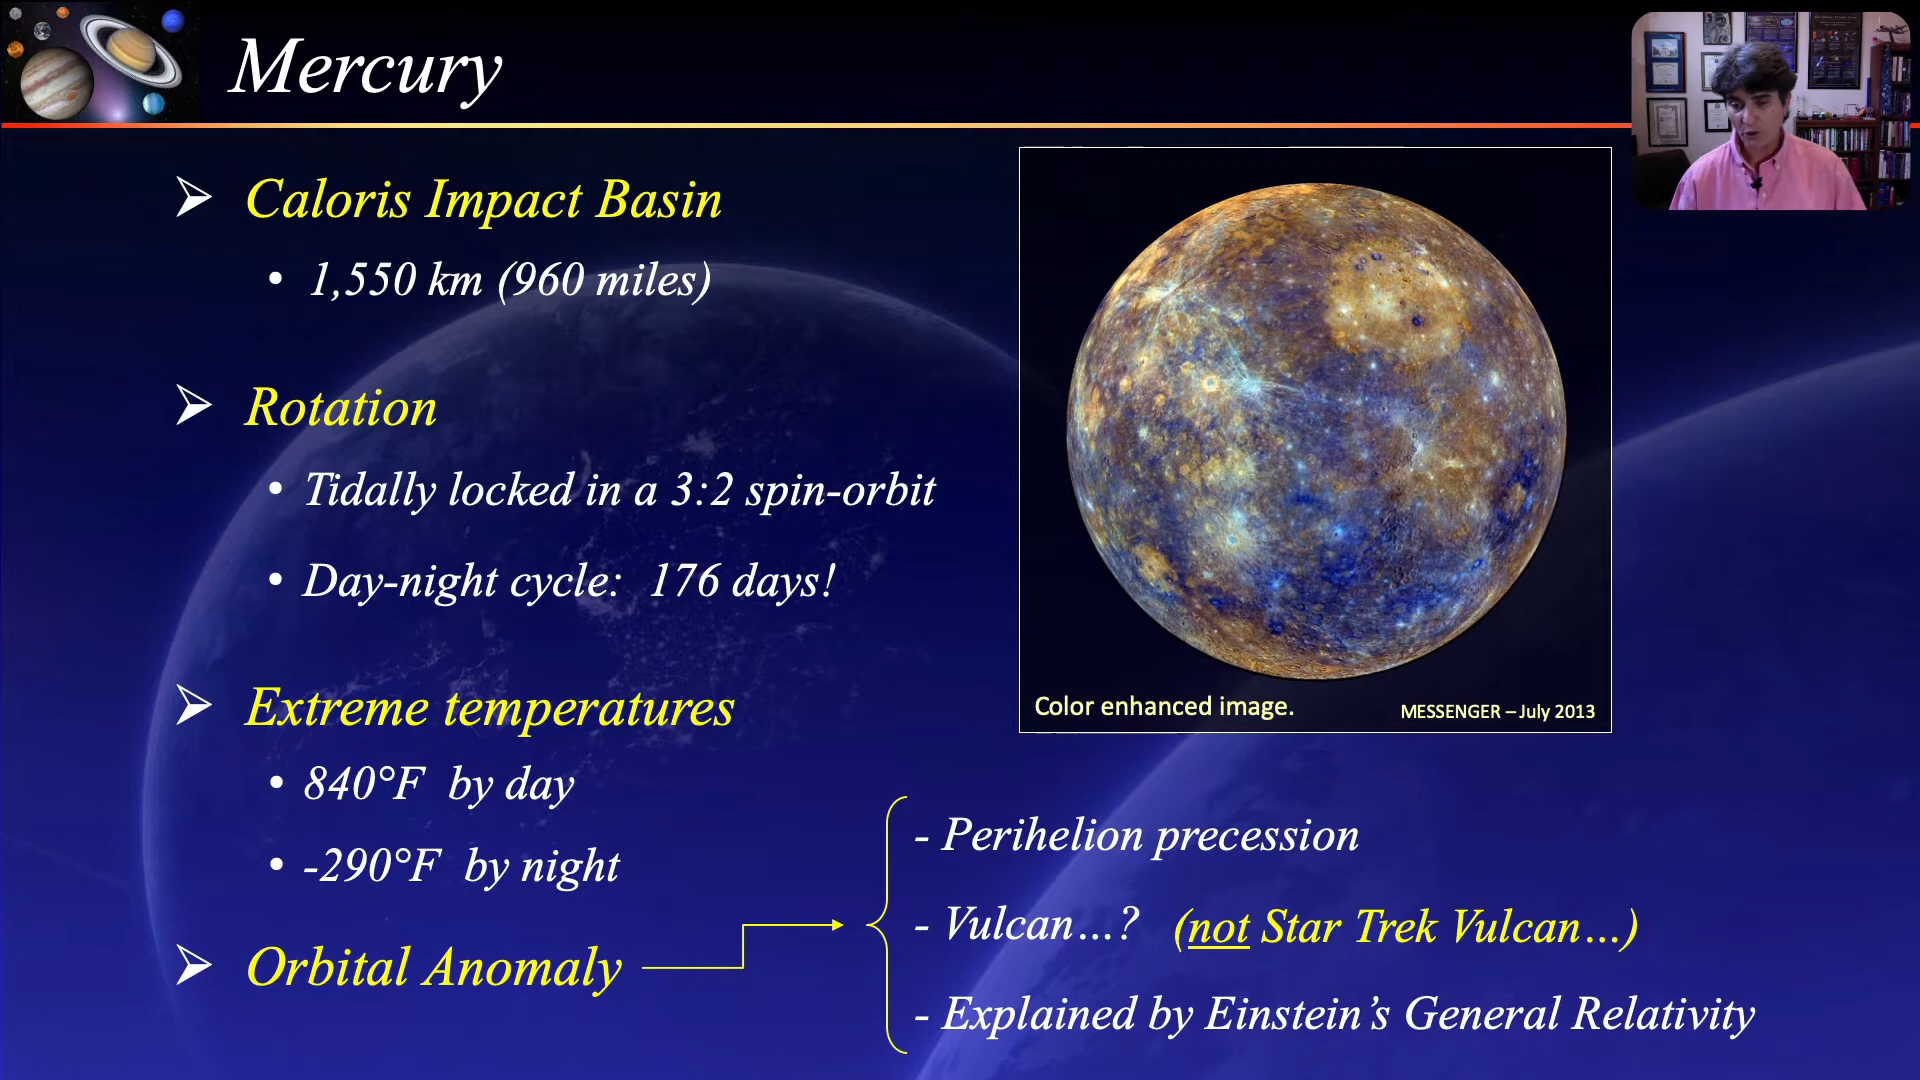 Mercury
➢ Caloris Impact Basin
• 1,550 km (960 miles)
➢ Rotation
• Tidally locked in a 3:2 spin-orbit
• Day-night cycle: 176 days!
➢ Extreme temperatures
• 840°F by day
• -290°F by night
➢ Orbital Anomaly
Color enhanced image.
MESSENGER – July 2013
- Perihelion precession
- Vulcan…? (not Star Trek Vulcan…)
- Explained by Einstein’s General Relativity